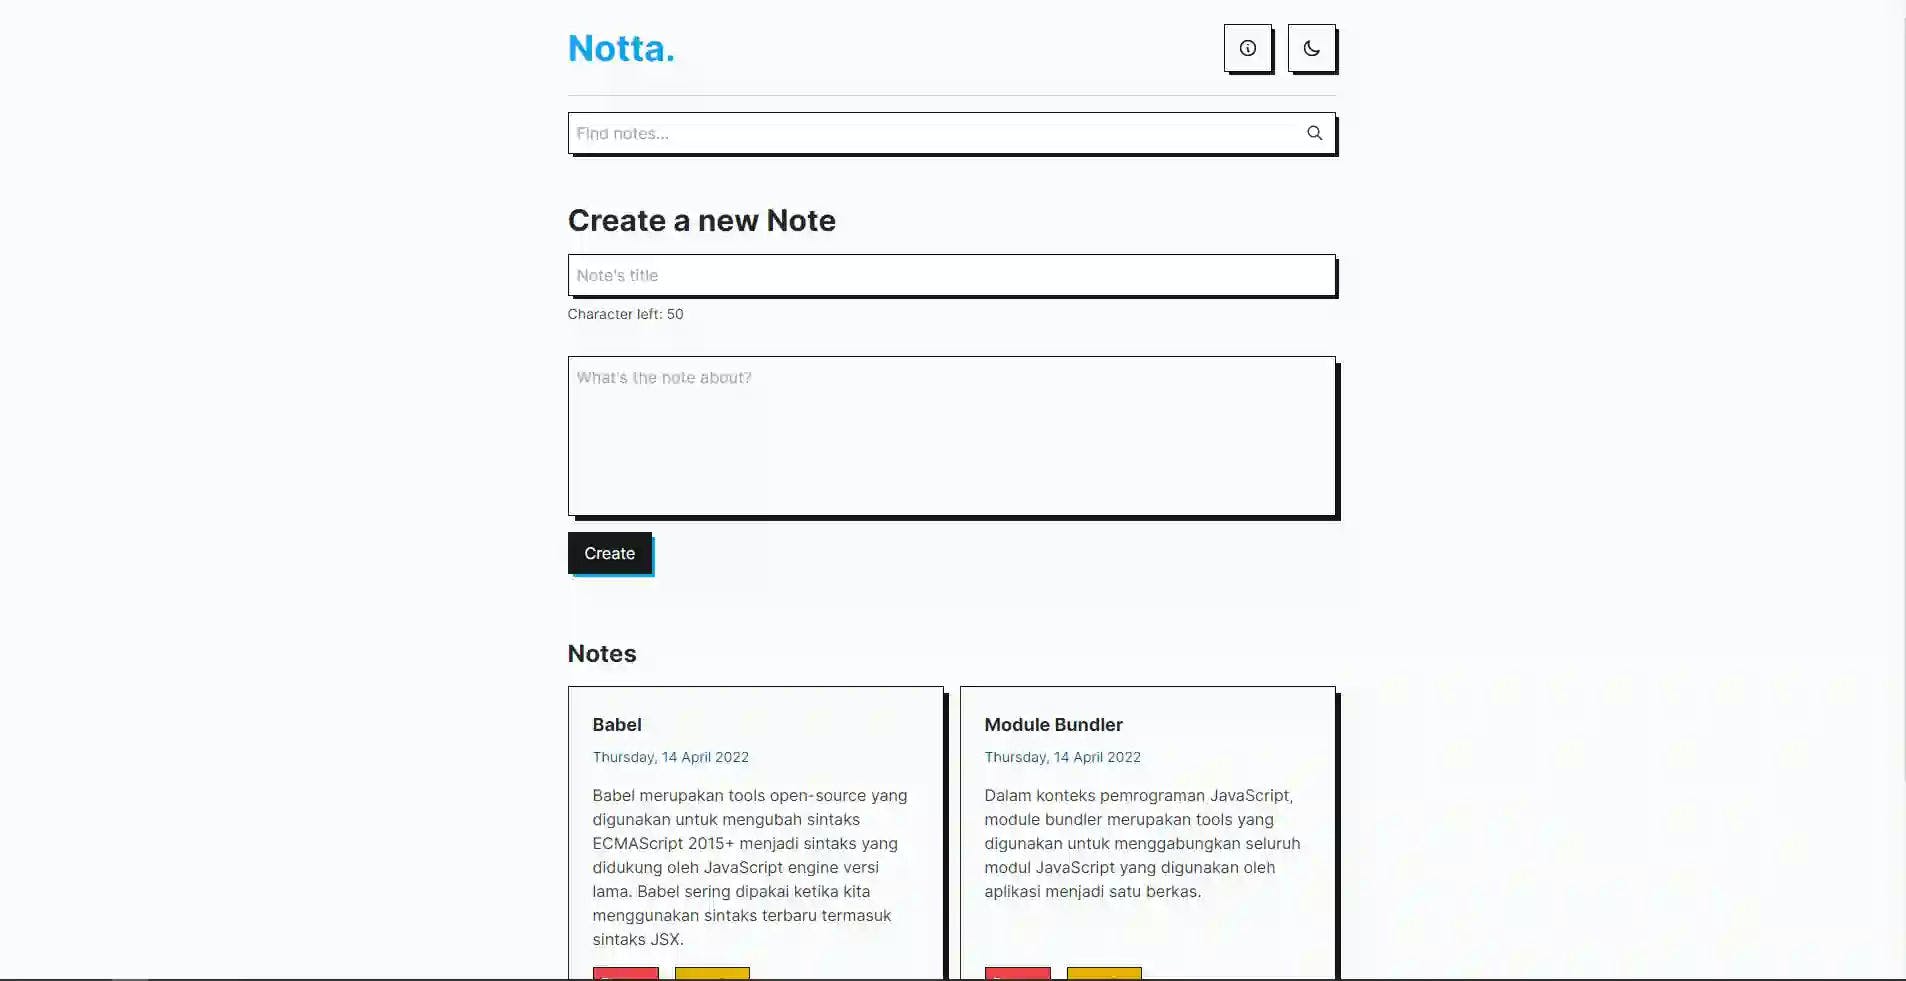 Notta.
Find notes...
Create a new Note
Note's title
Character left: 50
What's the note about?
Create
Notes
Babel
Thursday, 14 April 2022
Babel merupakan tools open-source yang
digunakan untuk mengubah sintaks
ECMAScript 2015+ menjadi sintaks yang
didukung oleh JavaScript engine versi
lama. Babel sering dipakai ketika kita
menggunakan sintaks terbaru termasuk
sintaks JSX.
Module Bundler
Thursday, 14 April 2022
Dalam konteks pemrograman JavaScript,
module bundler merupakan tools yang
digunakan untuk menggabungkan seluruh
modul JavaScript yang digunakan oleh
aplikasi menjadi satu berkas.